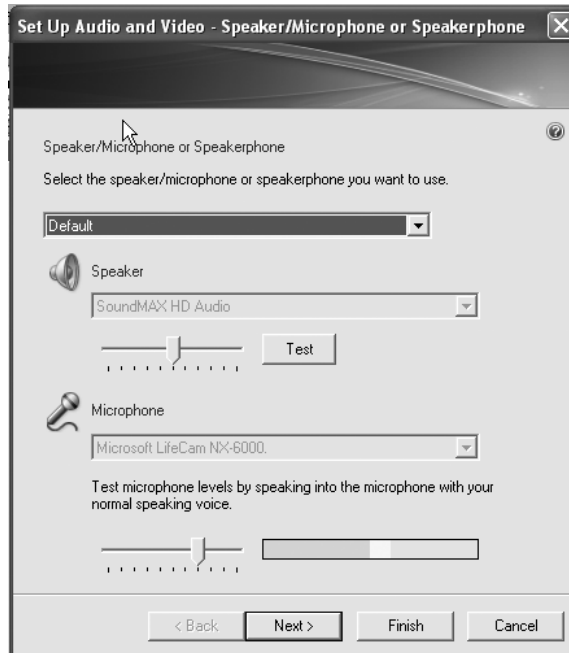 Set Up Audio and Video - Speaker/Microphone or Speakerphone
Speaker/Microphone or Speakerphone
Select the speaker/microphone or speakerphone you want to use.
Default
Speaker
SoundMAX HD Audio
Test
Microphone
Microsoft LifeCam NX-6000.
Test microphone levels by speaking into the microphone with your
normal speaking voice.
< Back Next > Finish Cancel